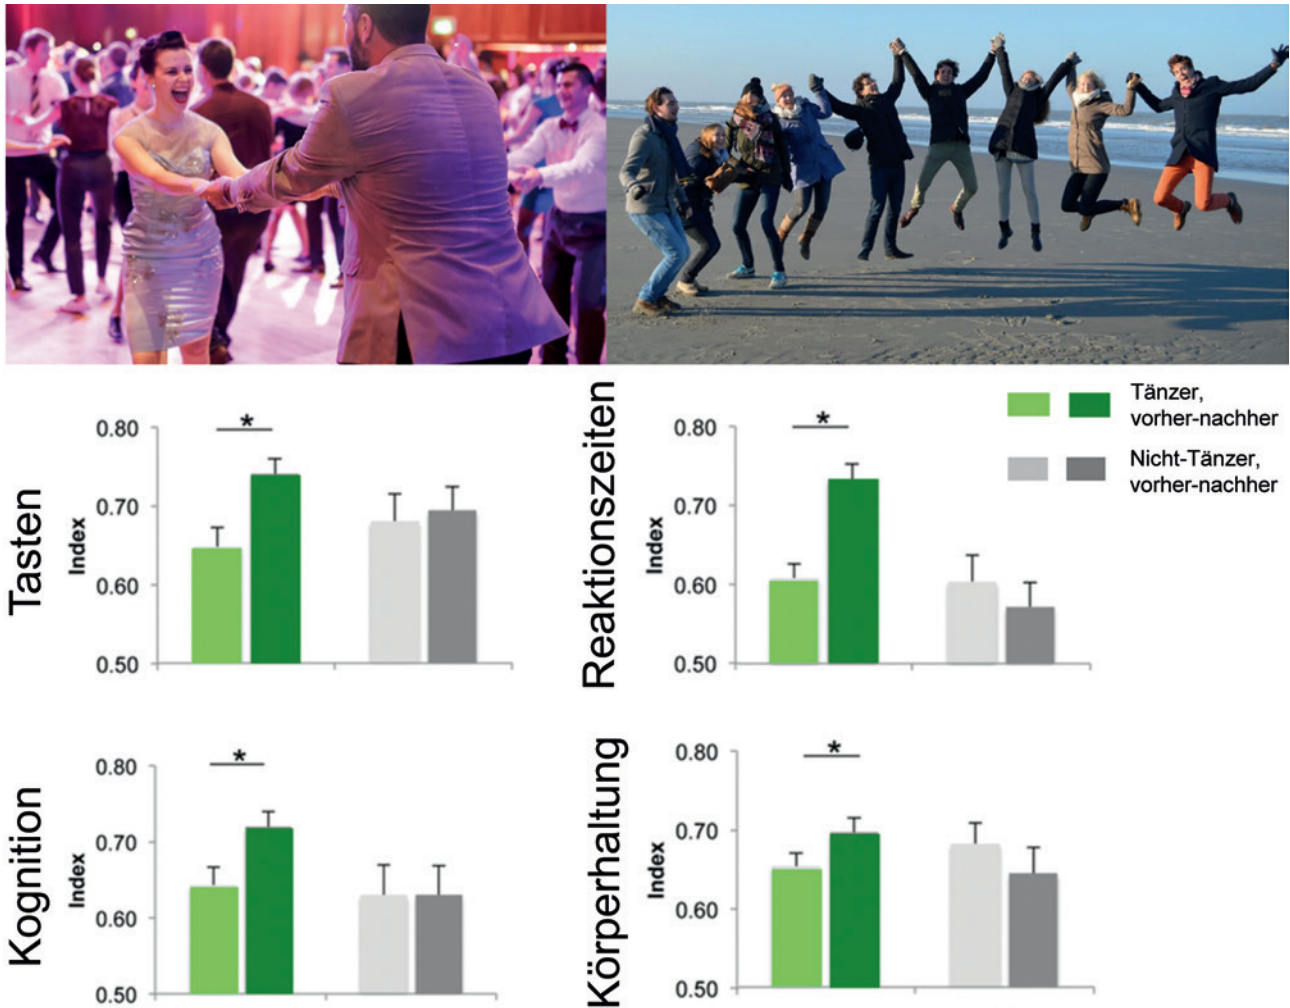 Tänzer,
vorher-nachher
Nicht-Tänzer,
vorher-nachher
Tasten
Index
*
0.80
0.70
0.60
0.50
Reaktionszeiten
Index
*
0.80
0.70
0.60
0.50
Kognition
Index
*
0.80
0.70
0.60
0.50
Körperhaltung
Index
*
0.80
0.70
0.60
0.50